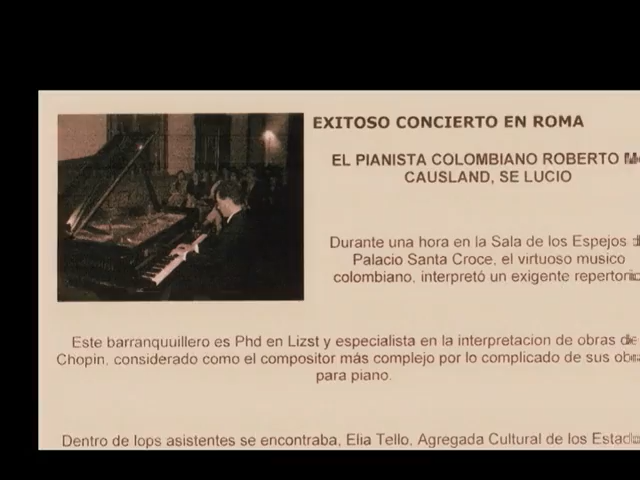 EXITOSO CONCIERTO EN ROMA
EL PIANISTA COLOMBIANO ROBERTO
CAUSLAND, SE LUCIO
Durante una hora en la Sala de los Espejos
Palacio Santa Croce, el virtuoso musico
colombiano, interpretó un exigente repertorio
Este barranquuillero es Phd en Lizst y especialista en la interpretacion de obras de
Chopin, considerado como el compositor más complejo por lo complicado de sus
para piano.
Dentro de lops asistentes se encontraba, Elia Tello, Agregada Cultural de los